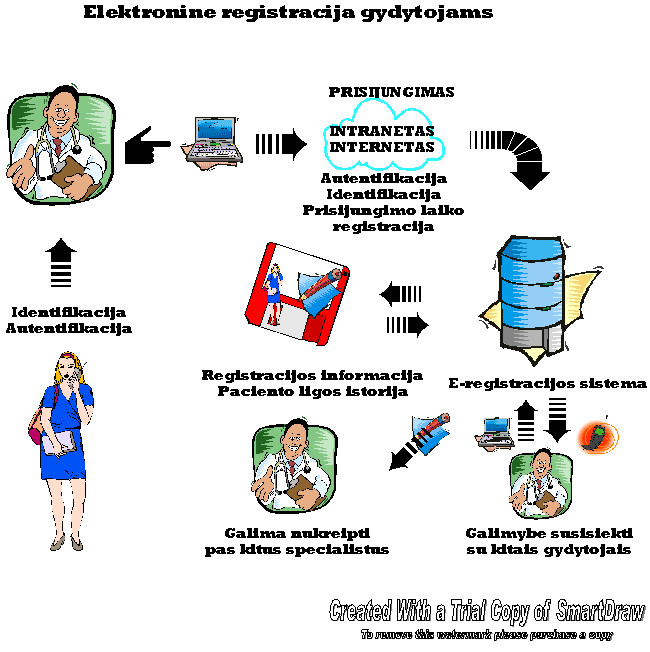 Elektronine registracija gydytojams
PRISIJUNGIMAS
INTRANETAS
INTERNETAS
Autentifikacija
Identifikacija
Prisijungimo laiko
registracija
Identifikacija
Autentifikacija
Registracijos informacija
Paciento ligos istorija
E-registracijos sistema
Galima nukreipti
pas kitus specialistus
Galimybe susisiekti
su kitais gydytojais
Created With a Trial Copy of SmartDraw
To remove this watermark please purchase a copy